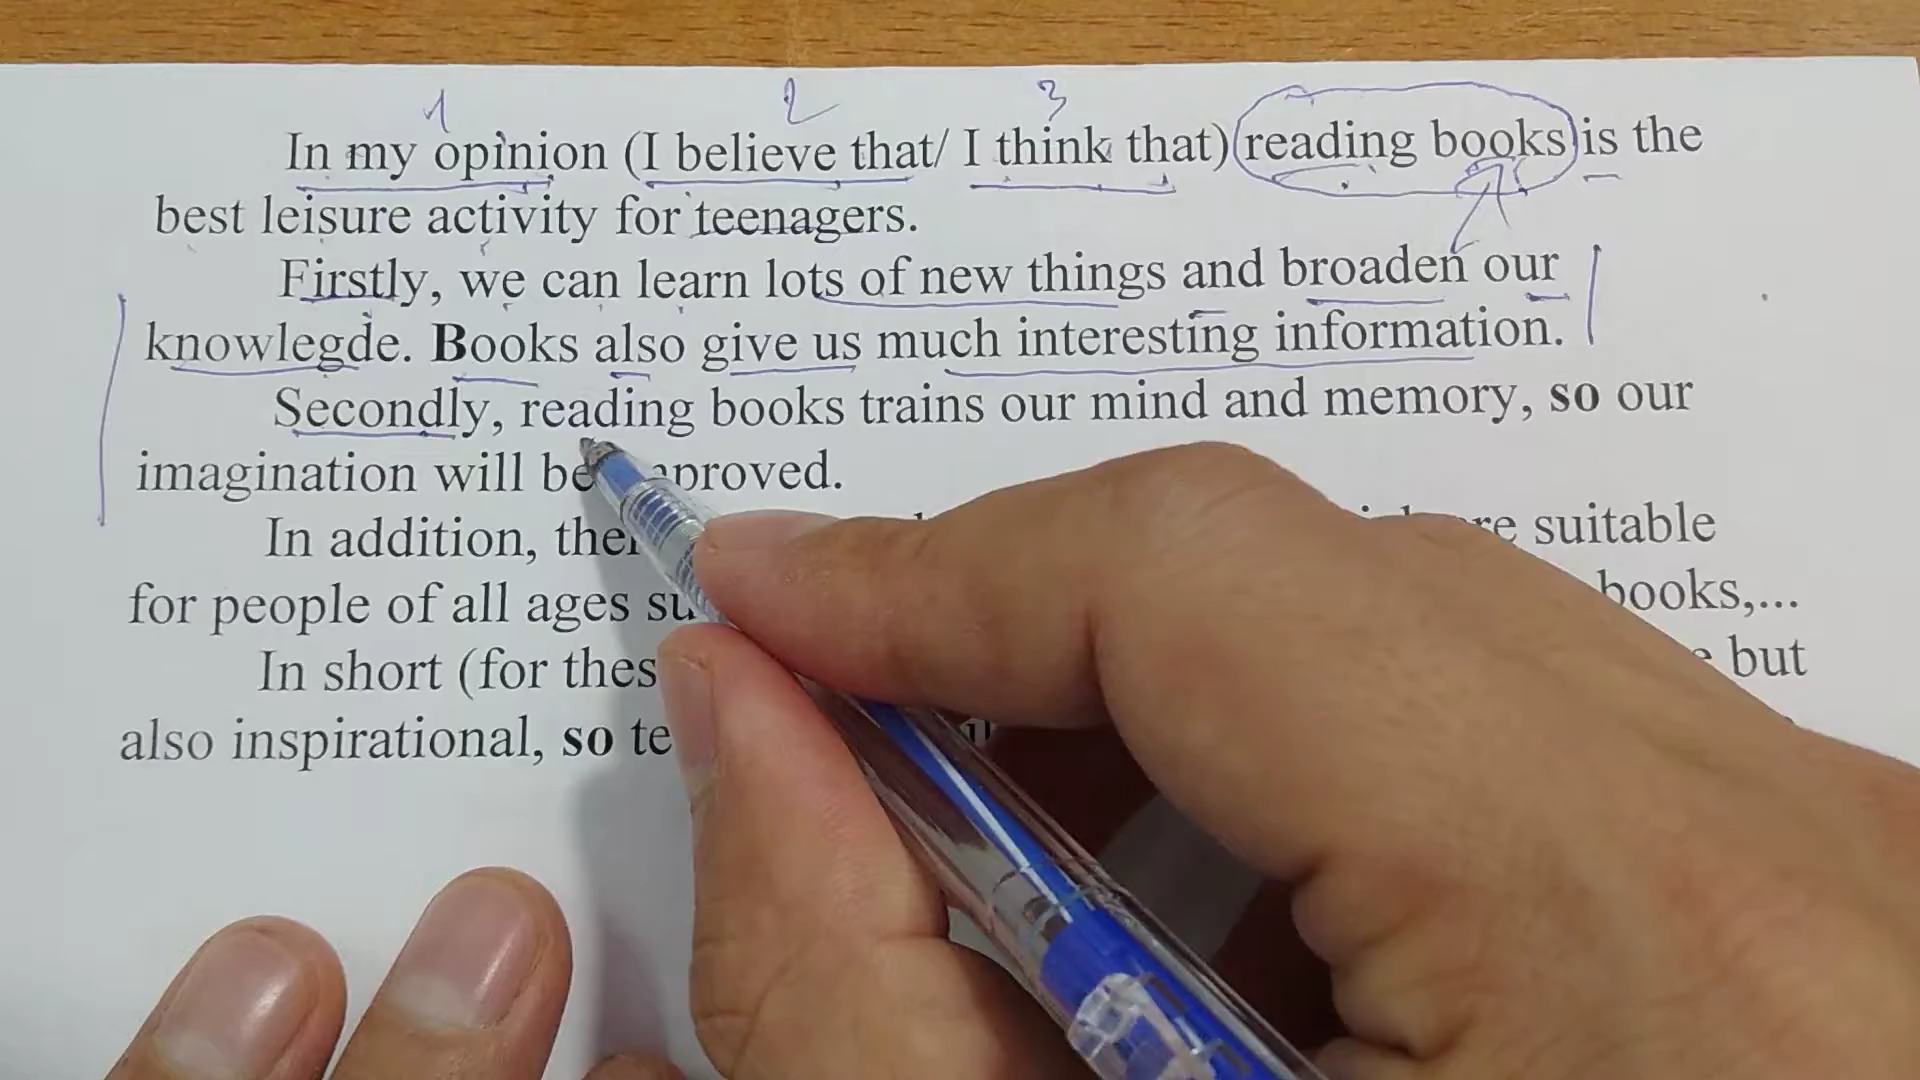 1 2 3
In my opinion (I believe that/ I think that) reading books is the
best leisure activity for teenagers.
Firstly, we can learn lots of new things and broaden our
knowlegde. Books also give us much interesting information.
Secondly, reading books trains our mind and memory, so our
imagination will be
In addition, suitable
for people of all ages books,...
In short (for but
also inspirational, so